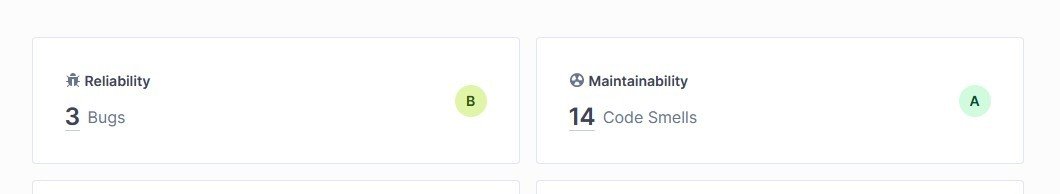 Reliability
3 Bugs
B
Maintainability
14 Code Smells
A